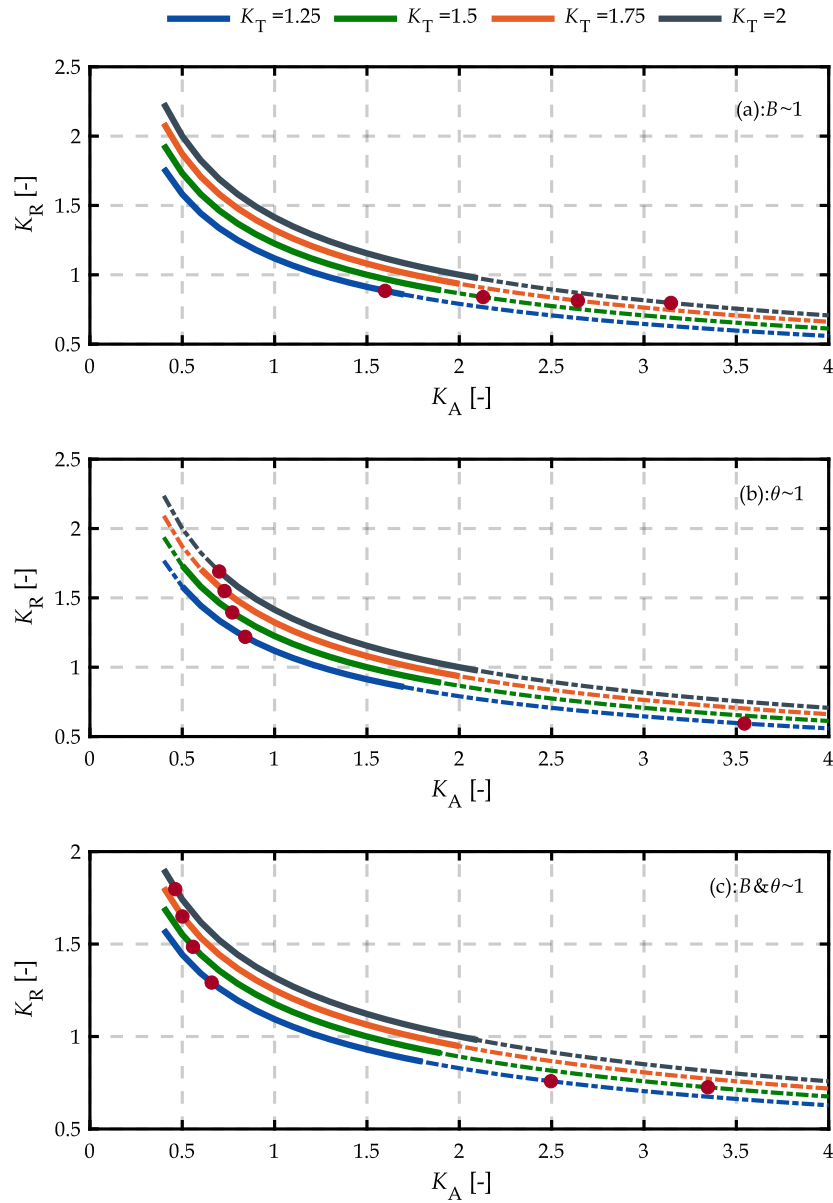 K_T =1.25 K_T =1.5 K_T =1.75 K_T =2
2.5
2
1.5
1
0.5
K_R [-]
(a):B~1
0 0.5 1 1.5 2 2.5 3 3.5 4
K_A [-]
2.5
2
1.5
1
0.5
K_R [-]
(b):θ~1
0 0.5 1 1.5 2 2.5 3 3.5 4
K_A [-]
2
1.5
1
0.5
K_R [-]
(c):B&θ~1
0 0.5 1 1.5 2 2.5 3 3.5 4
K_A [-]